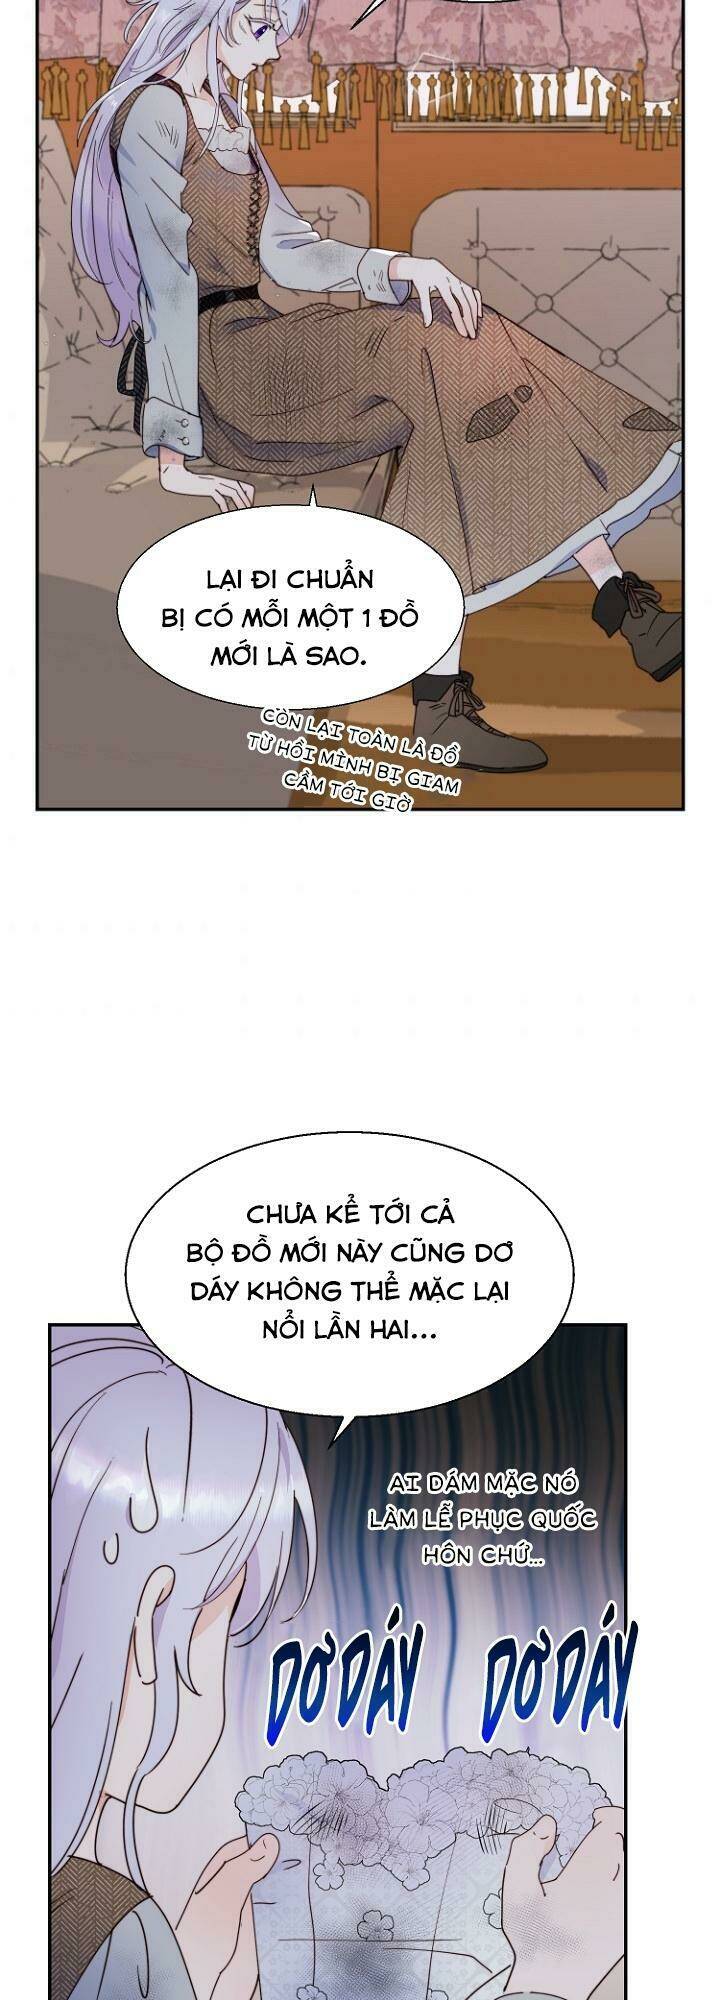 LẠI ĐI CHUẨN
BỊ CÓ MỖI MỘT 1 ĐỒ
MỚI LÀ SAO.
CÒN LẠI TOÀN LÀ ĐỒ
TỪ HỒI MÌNH BỊ GIAM
CẦM TỚI GIỜ
CHƯA KỂ TỚI CẢ
BỘ ĐỒ MỚI NÀY CŨNG DƠ
DÁY KHÔNG THỂ MẶC LẠI
NỔI LẦN HAI...
AI DÁM MẶC NÓ
LÀM LỄ PHỤC QUỐC
HÔN CHỨ...
DƠ DÁY DƠ DÁY